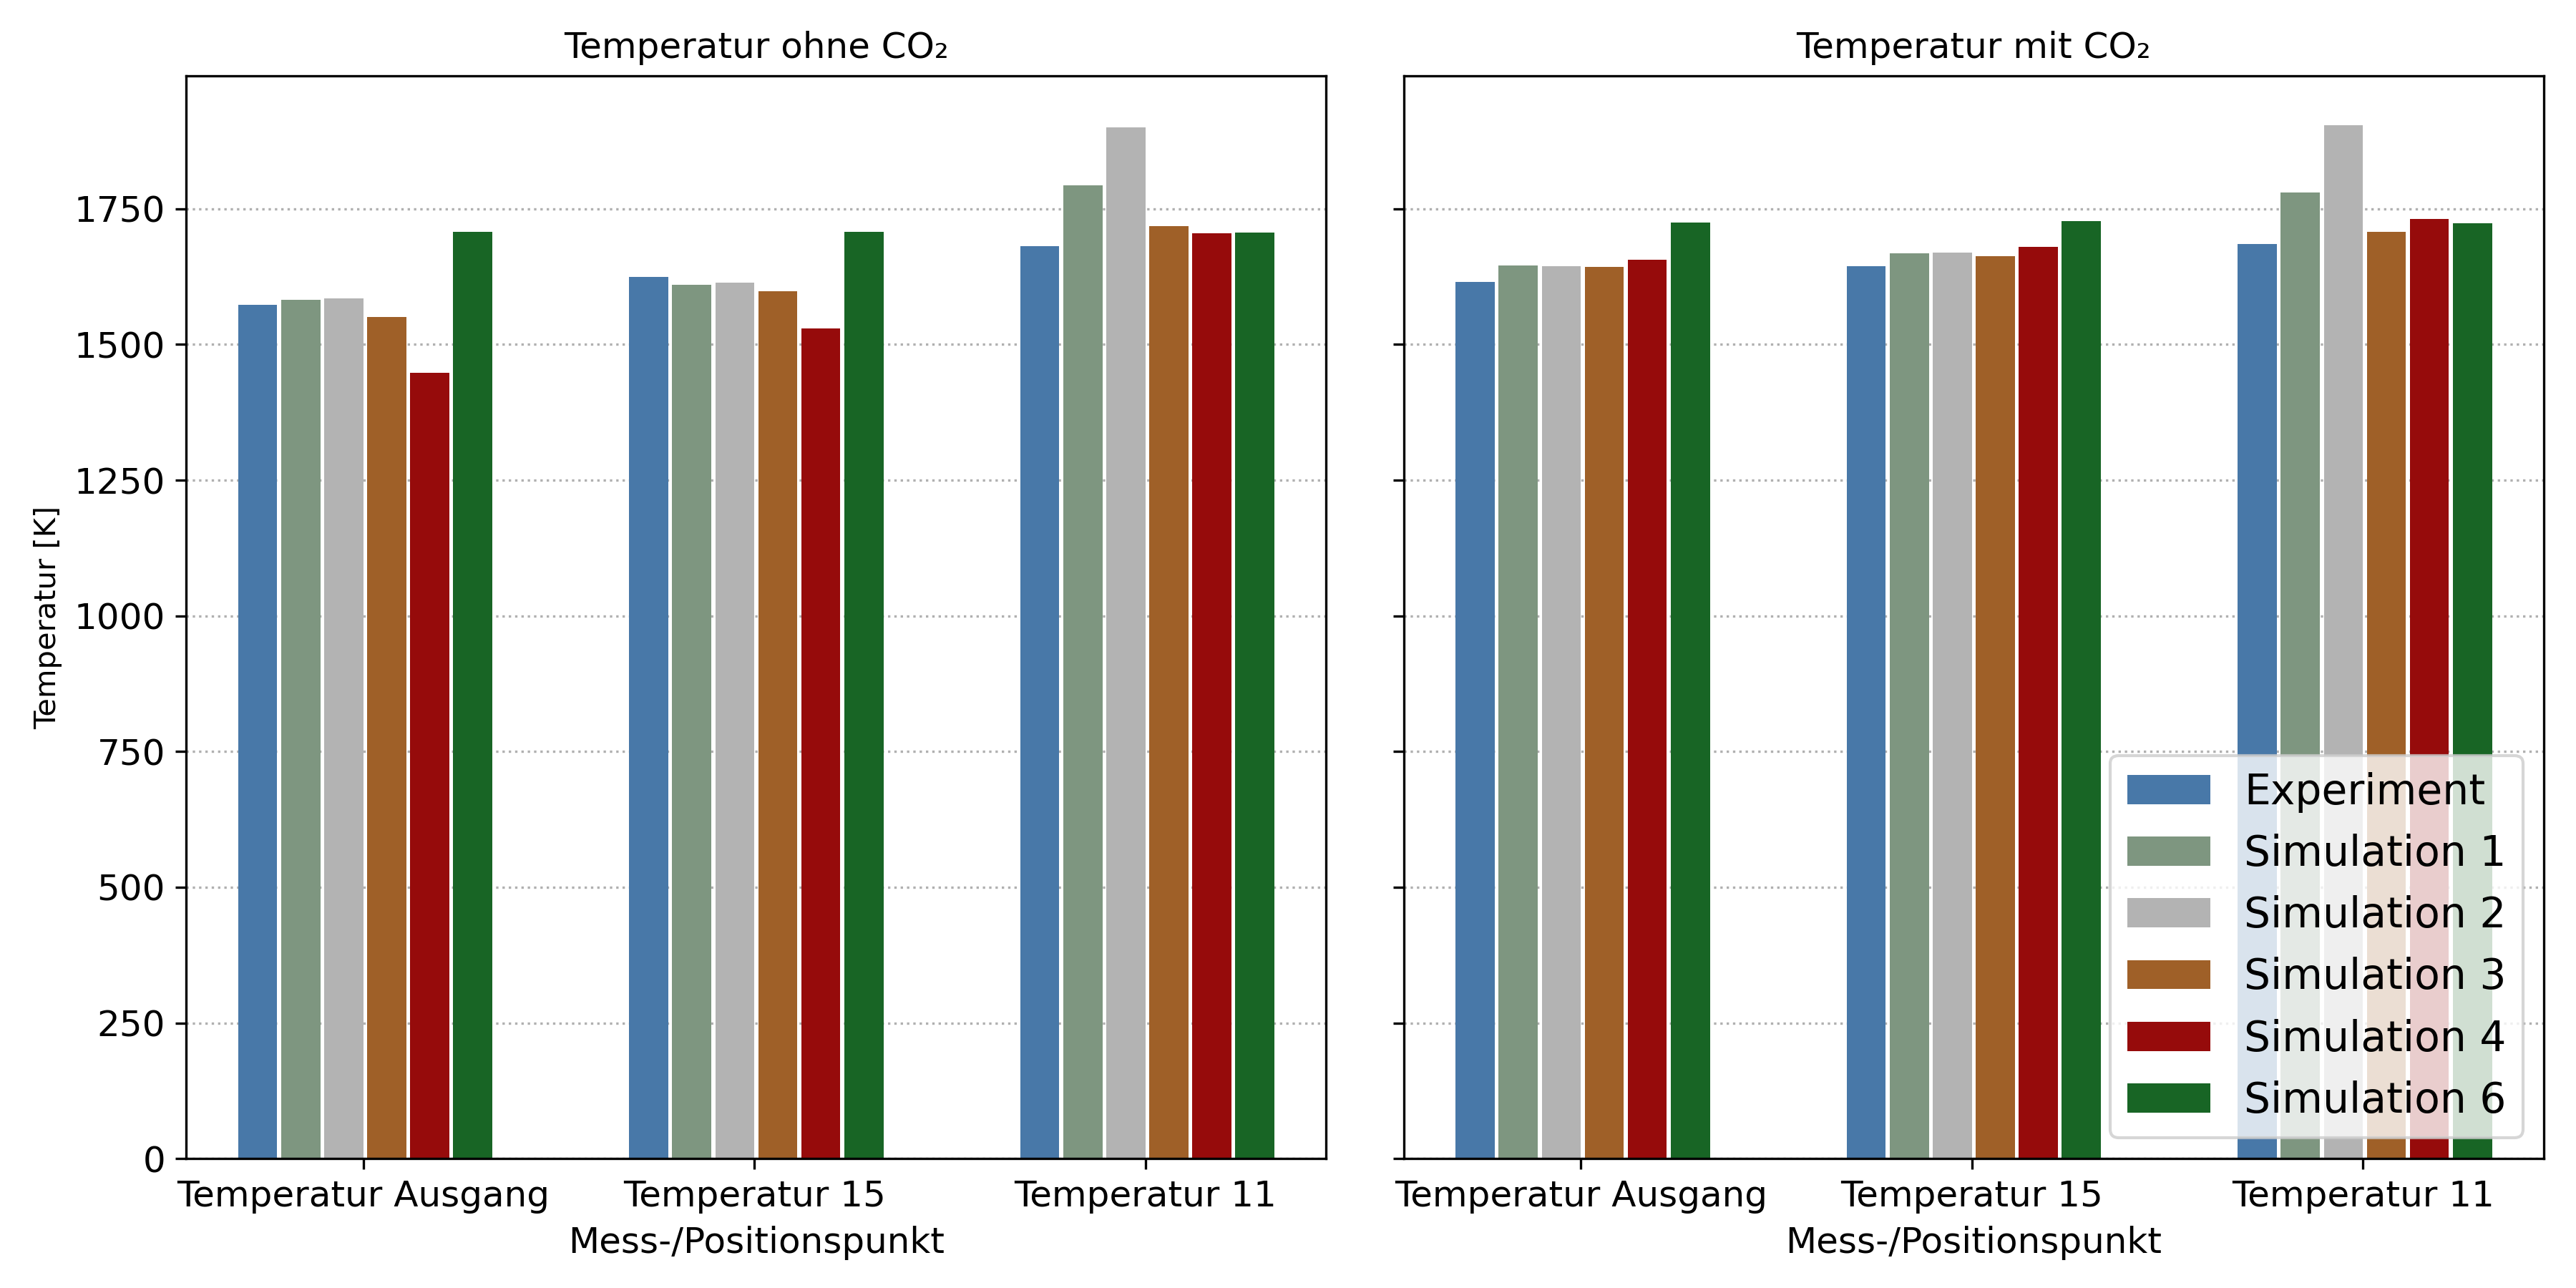 Temperatur ohne CO₂
Temperatur [K]
1750
1500
1250
1000
750
500
250
0
Temperatur Ausgang
Temperatur 15
Temperatur 11
Mess-/Positionspunkt
Temperatur mit CO₂
Experiment
Simulation 1
Simulation 2
Simulation 3
Simulation 4
Simulation 6
Temperatur Ausgang
Temperatur 15
Temperatur 11
Mess-/Positionspunkt